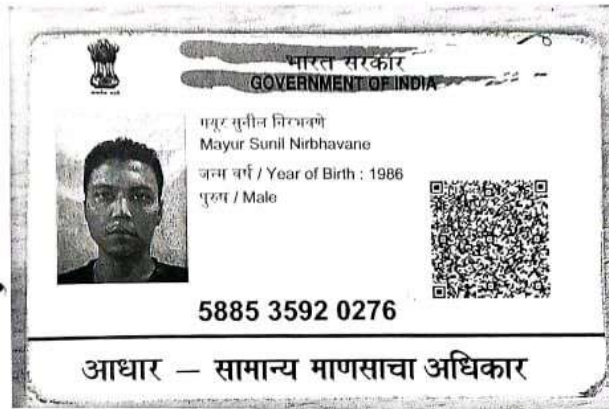 भारत सरकार
GOVERNMENT OF INDIA
मयूर सुनील निरभवणे
Mayur Sunil Nirbhavane
जन्म वर्ष / Year of Birth : 1986
पुरुष / Male
5885 3592 0276
आधार — सामान्य माणसाचा अधिकार